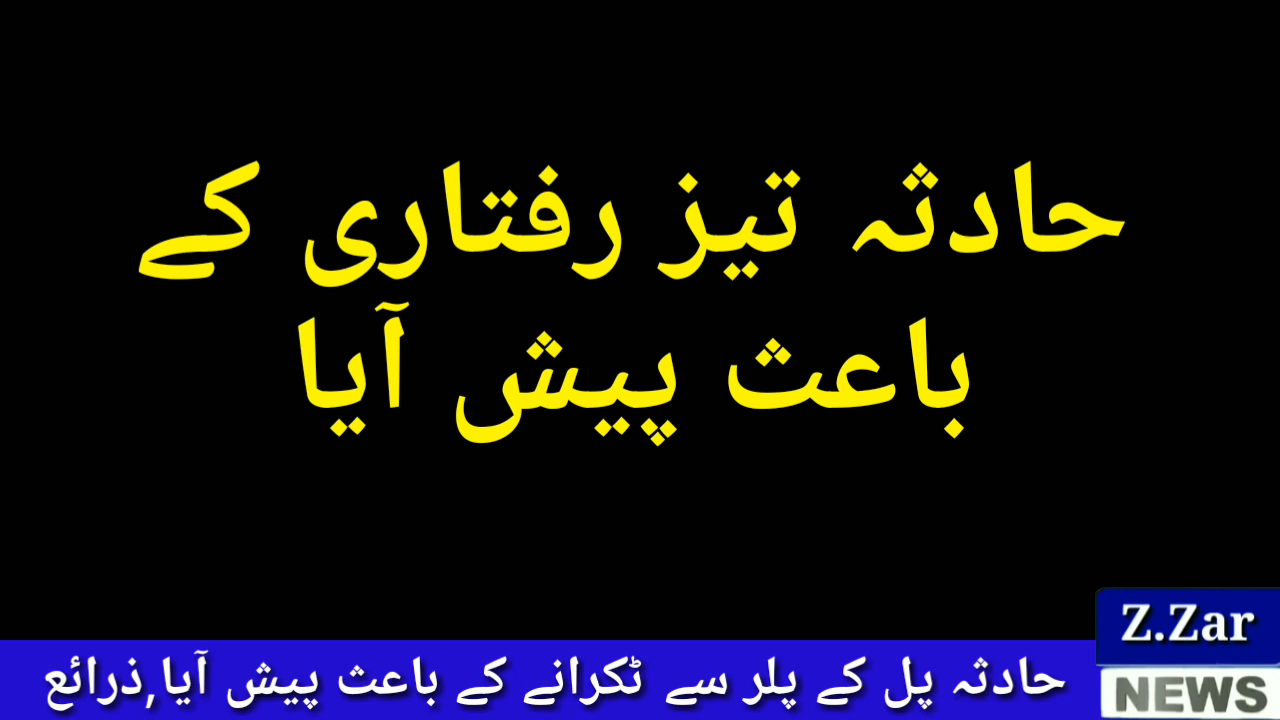 حادثہ تیز رفتاری کے
باعث پیش آیا
Z.Zar
حادثہ پل کے پلر سے ٹکرانے کے باعث پیش آیا,ذرائع
NEWS